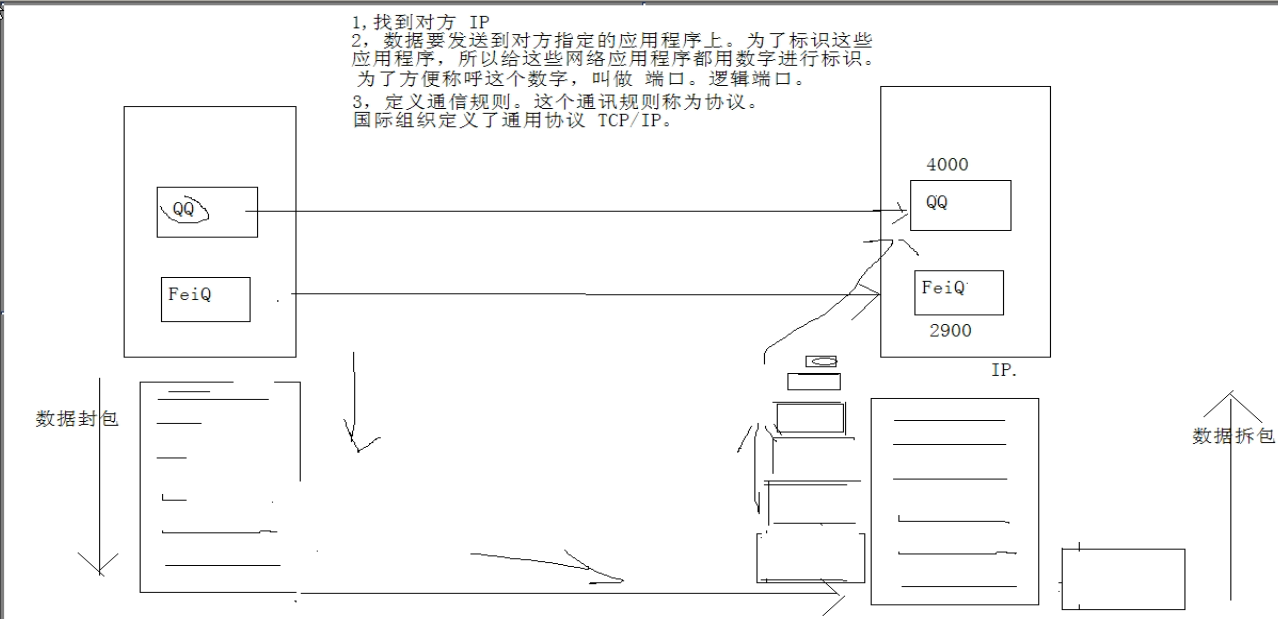 1,找到对方 IP
2, 数据要发送到对方指定的应用程序上。为了标识这些
应用程序, 所以给这些网络应用程序都用数字进行标识。
为了方便称呼这个数字, 叫做 端口。逻辑端口。
3, 定义通信规则。这个通讯规则称为协议。
国际组织定义了通用协议 TCP/IP。
4000
QQ
QQ
FeiQ
FeiQ
2900
IP.
数据封包
数据拆包